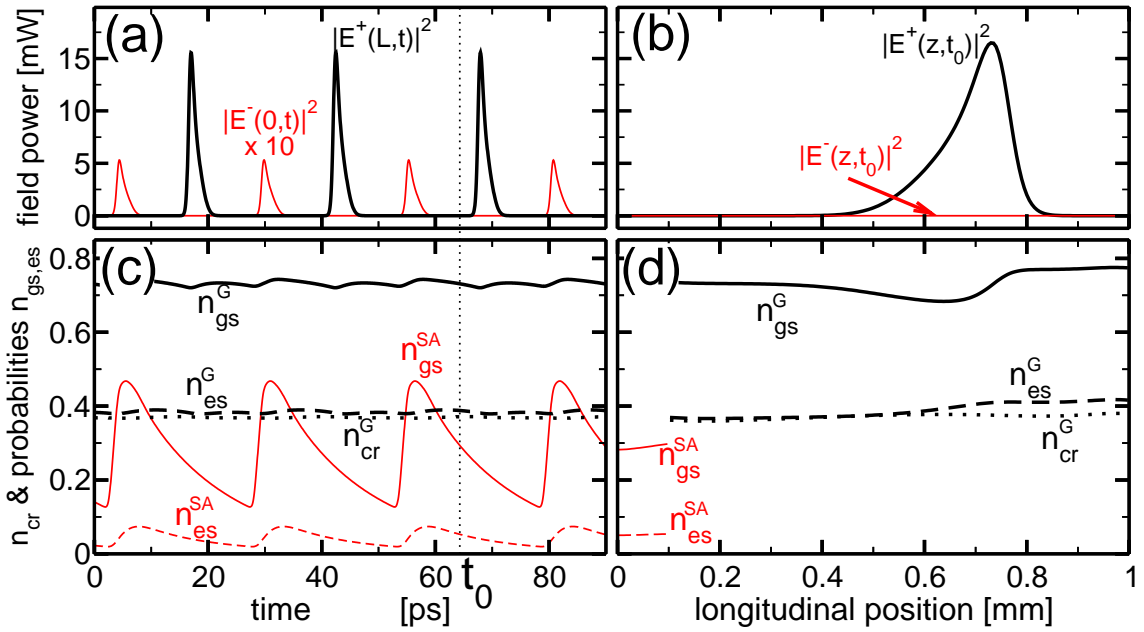 (a)
|E⁺(L,t)|²
|E⁻(0,t)|²
x 10
field power [mW]
15
10
5
0
(b)
|E⁺(z,t₀)|²
|E⁻(z,t₀)|²
(c)
n_gs^G
n_gs^SA
n_es^G
n_cr^G
n_es^SA
n_cr & probabilities n_gs,es
0.8
0.6
0.4
0.2
0
0 20 40 60 t₀ 80
time [ps]
(d)
n_gs^G
n_es^G
n_cr^G
n_gs^SA
n_es^SA
0 0.2 0.4 0.6 0.8 1
longitudinal position [mm]